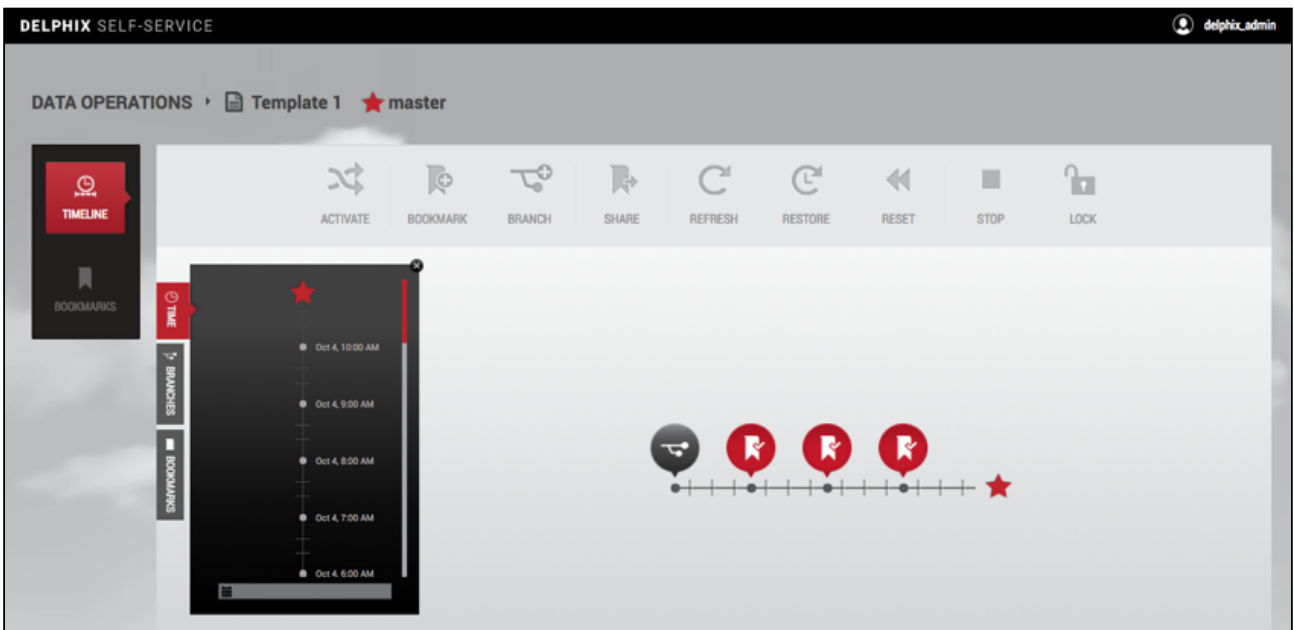 DELPHIX SELF-SERVICE
delphix_admin
DATA OPERATIONS Template 1 master
TIMELINE
BOOKMARKS
ACTIVATE BOOKMARK BRANCH SHARE REFRESH RESTORE RESET STOP LOCK
TIME
BRANCHES
BOOKMARKS
Oct 4, 10:00 AM
Oct 4, 9:00 AM
Oct 4, 8:00 AM
Oct 4, 7:00 AM
Oct 4, 6:00 AM